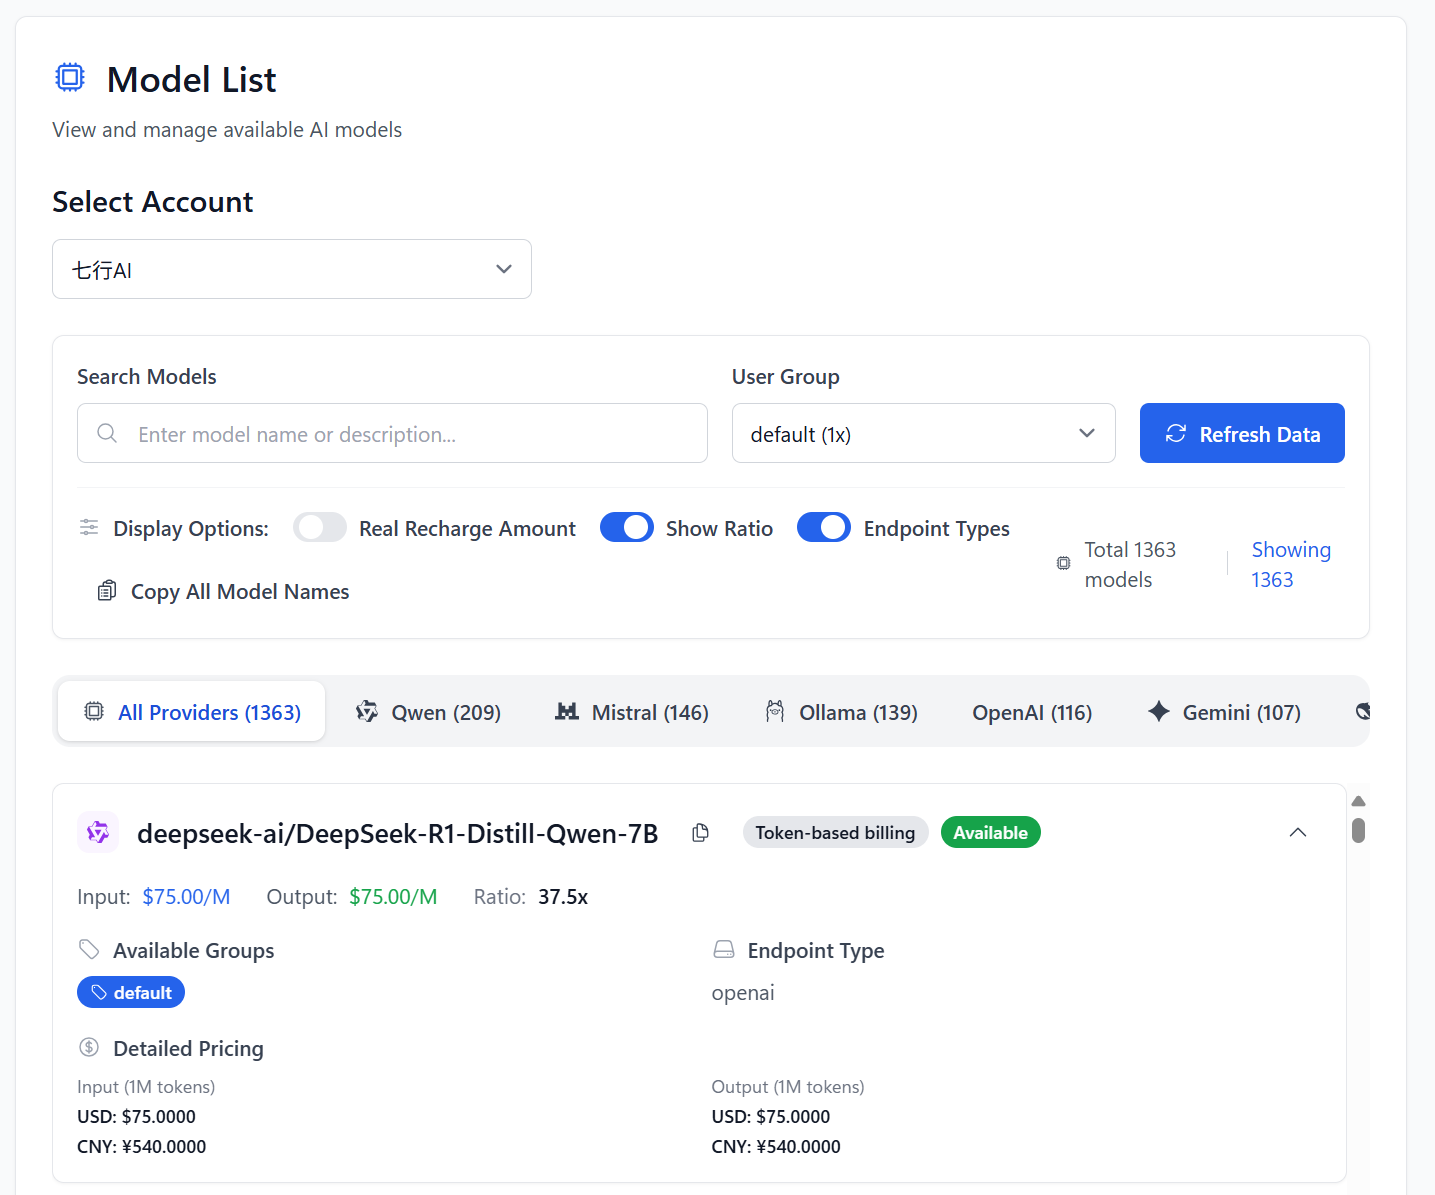 Model List
View and manage available AI models
Select Account
七行AI
Search Models
User Group
Enter model name or description...
default (1x)
Refresh Data
Display Options:
Real Recharge Amount
Show Ratio
Endpoint Types
Total 1363
models
Showing
1363
Copy All Model Names
All Providers (1363)
Qwen (209)
Mistral (146)
Ollama (139)
OpenAI (116)
Gemini (107)
deepseek-ai/DeepSeek-R1-Distill-Qwen-7B
Token-based billing
Available
Input: $75.00/M
Output: $75.00/M
Ratio: 37.5x
Available Groups
default
Endpoint Type
openai
Detailed Pricing
Input (1M tokens)
USD: $75.0000
CNY: ¥540.0000
Output (1M tokens)
USD: $75.0000
CNY: ¥540.0000